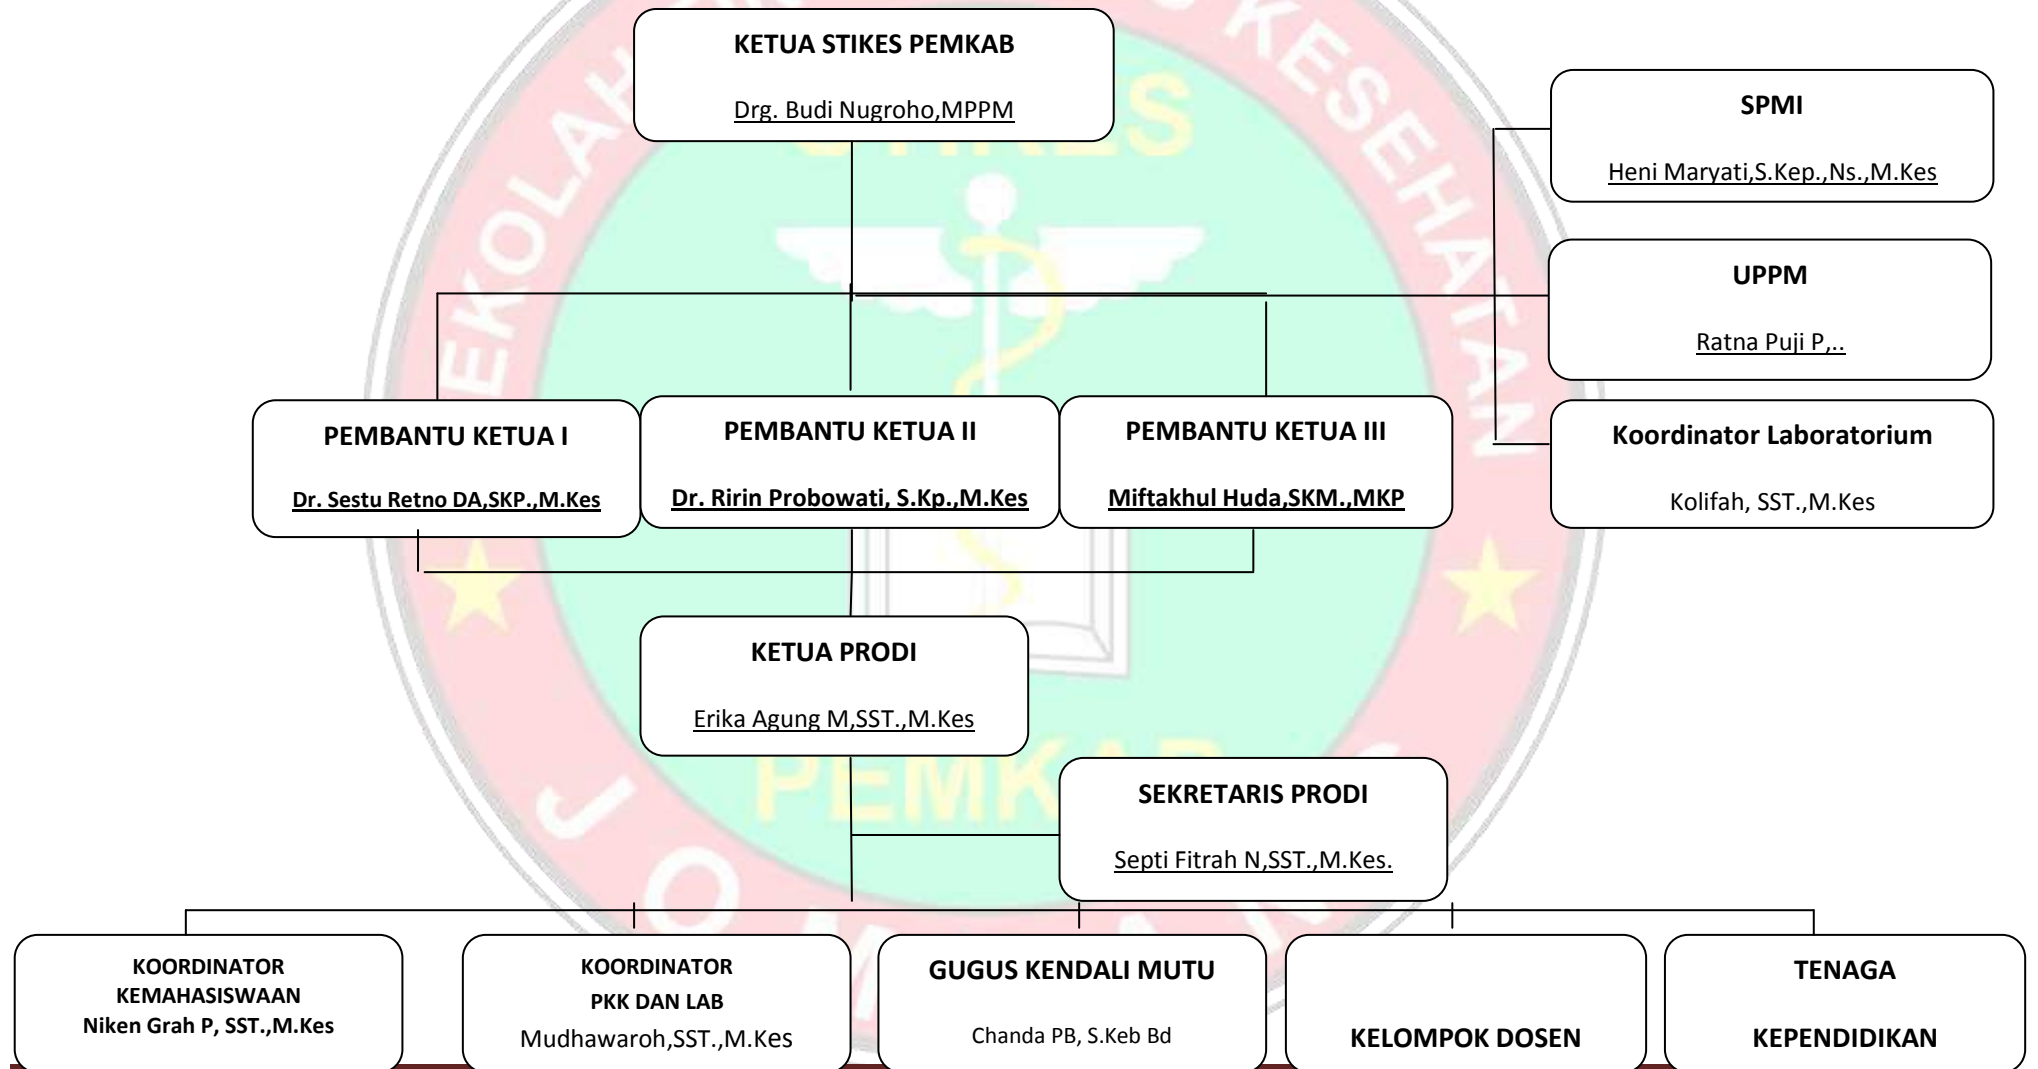 KETUA STIKES PEMKAB
Drg. Budi Nugroho,MPPM
SPMI
Heni Maryati,S.Kep.,Ns.,M.Kes
UPPM
Ratna Puji P,..
PEMBANTU KETUA I
Dr. Sestu Retno DA,SKP.,M.Kes
PEMBANTU KETUA II
Dr. Ririn Probowati, S.Kp.,M.Kes
PEMBANTU KETUA III
Miftakhul Huda,SKM.,MKP
Koordinator Laboratorium
Kolifah, SST.,M.Kes
KETUA PRODI
Erika Agung M,SST.,M.Kes
SEKRETARIS PRODI
Septi Fitrah N,SST.,M.Kes.
KOORDINATOR
KEMAHASISWAAN
Niken Grah P, SST.,M.Kes
KOORDINATOR
PKK DAN LAB
Mudhawaroh,SST.,M.Kes
GUGUS KENDALI MUTU
Chanda PB, S.Keb Bd
KELOMPOK DOSEN
TENAGA
KEPENDIDIKAN
KESEHATAN